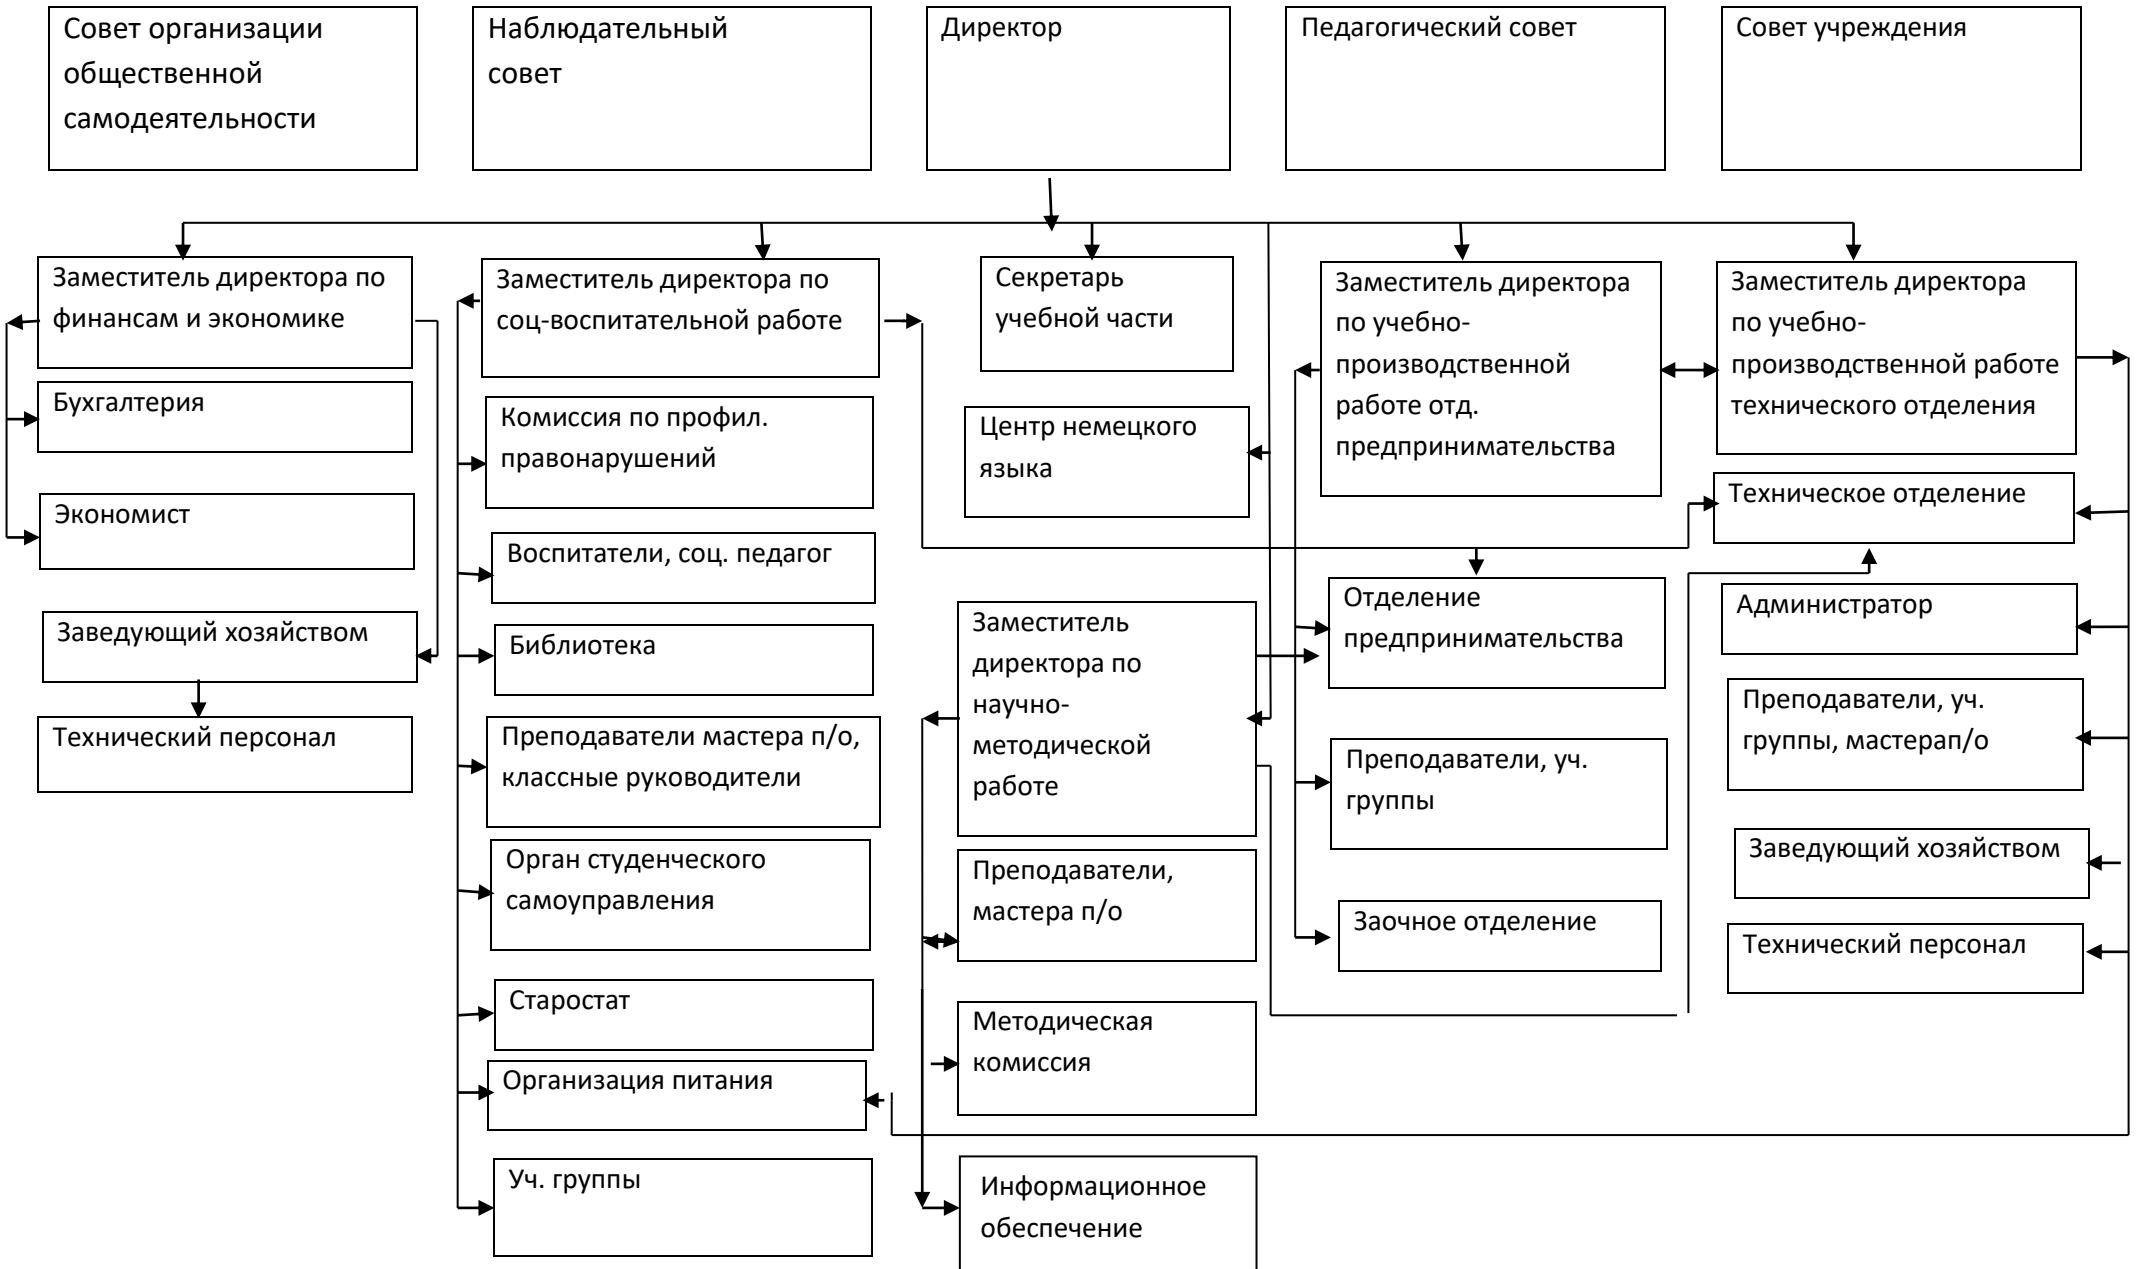 Совет организации
общественной
самодеятельности
Наблюдательный
совет
Директор
Педагогический совет
Совет учреждения
Заместитель директора по
финансам и экономике
Бухгалтерия
Экономист
Заведующий хозяйством
Технический персонал
Заместитель директора по
соц-воспитательной работе
Комиссия по профил.
правонарушений
Воспитатели, соц. педагог
Библиотека
Преподаватели мастера п/о,
классные руководители
Орган студенческого
самоуправления
Старостат
Организация питания
Уч. группы
Секретарь
учебной части
Центр немецкого
языка
Заместитель
директора по
научно-
методической
работе
Преподаватели,
мастера п/о
Методическая
комиссия
Информационное
обеспечение
Заместитель директора
по учебно-
производственной
работе отд.
предпринимательства
Отделение
предпринимательства
Преподаватели, уч.
группы
Заочное отделение
Заместитель директора
по учебно-
производственной работе
технического отделения
Техническое отделение
Администратор
Преподаватели, уч.
группы, мастерап/о
Заведующий хозяйством
Технический персонал